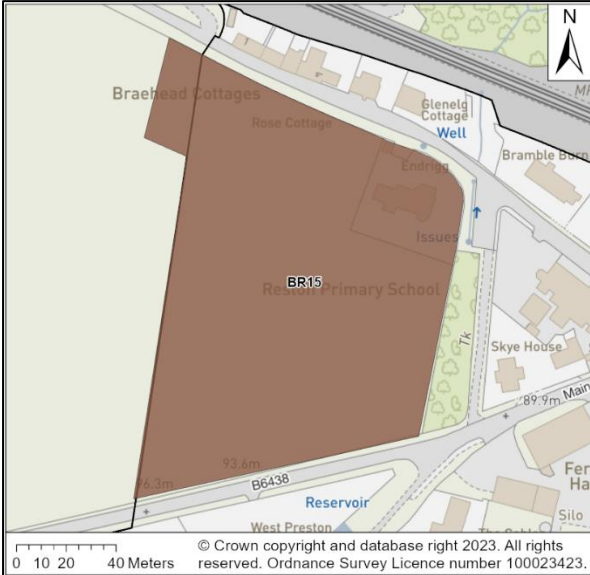 N
Braehead Cottages
Glenelg
Cottage
Rose Cottage
Well
Endrigg
Bramble Burn
Issues
BR15
Reston Primary School
Tk
Skye House
Main
89.9m
93.6m
96.3m
B6438
Reservoir
West Preston
Silo
0 10 20 40 Meters
© Crown copyright and database right 2023. All rights
reserved. Ordnance Survey Licence number 100023423.